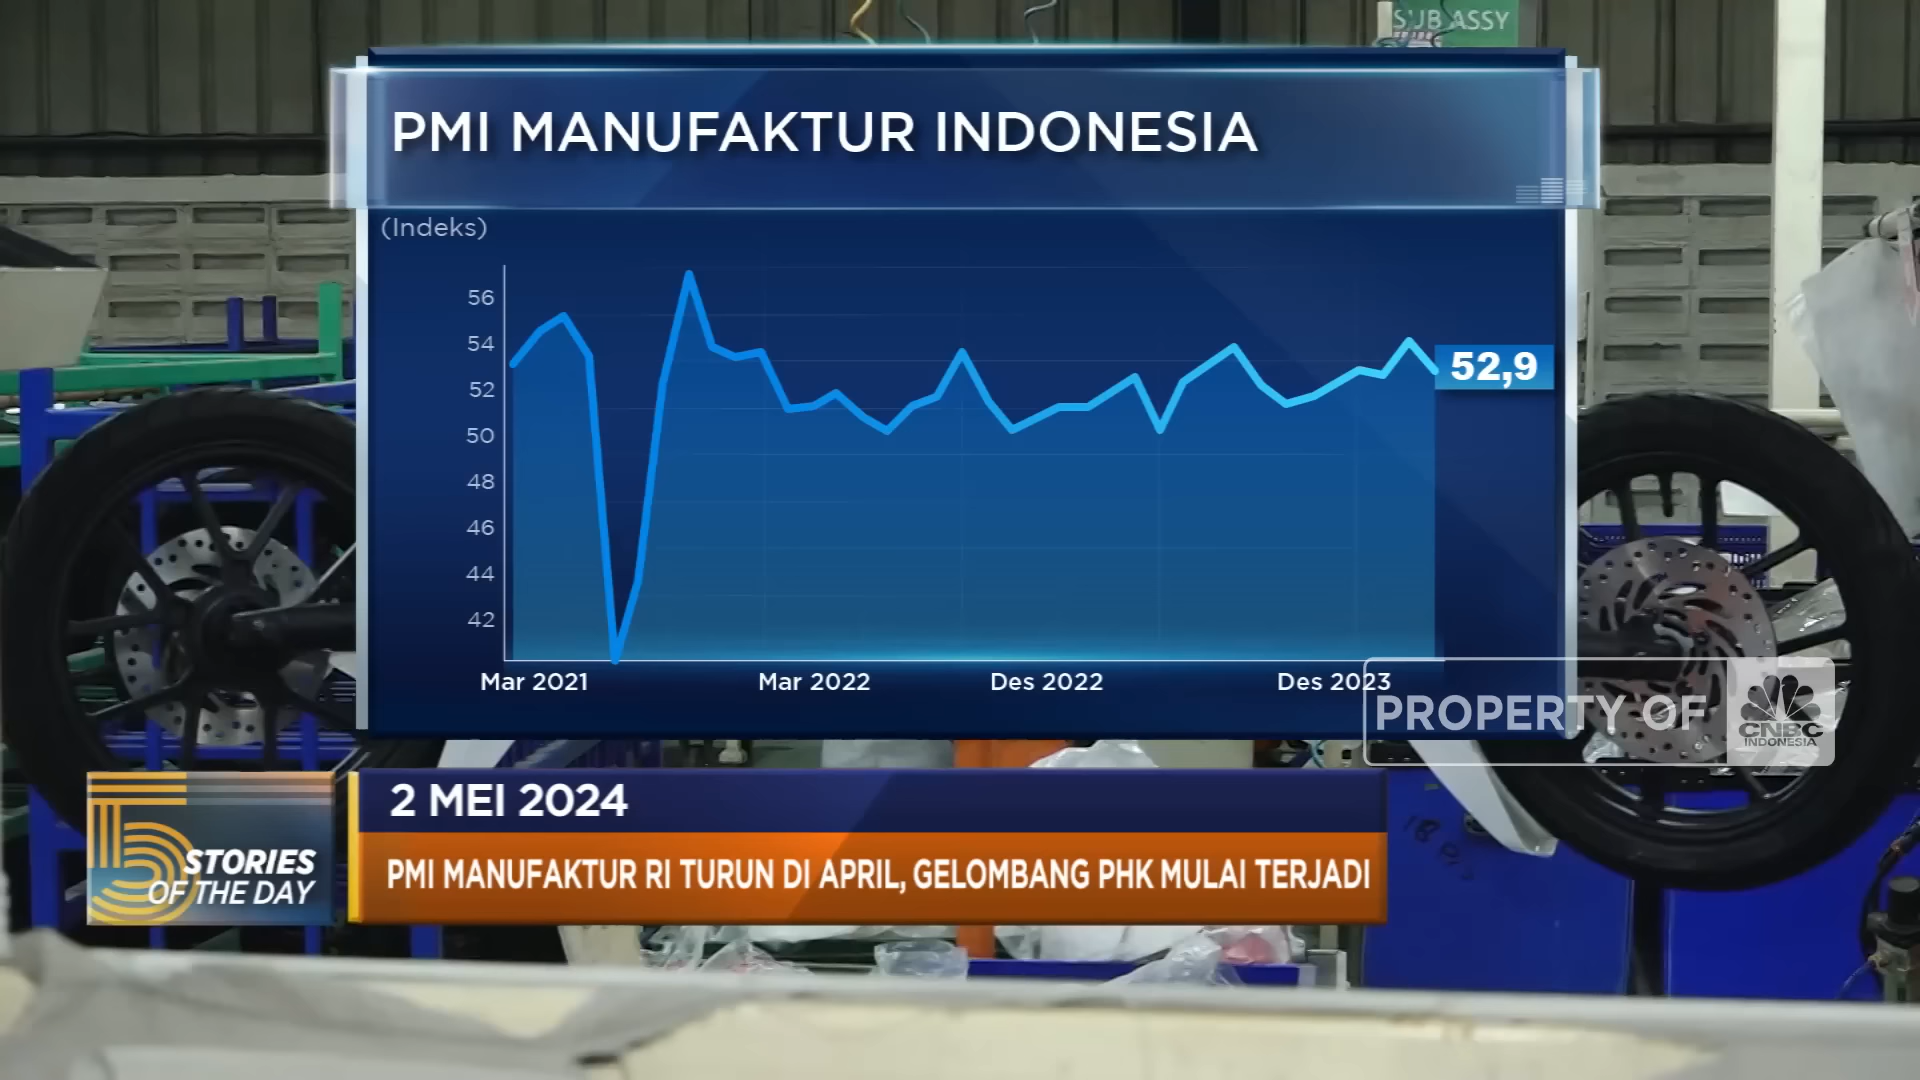 SUB ASSY
PMI MANUFAKTUR INDONESIA
(Indeks)
56
54
52
50
48
46
44
42
52,9
Mar 2021
Mar 2022
Des 2022
Des 2023
PROPERTY OF
CNBC
INDONESIA
5
STORIES
OF THE DAY
2 MEI 2024
PMI MANUFAKTUR RI TURUN DI APRIL, GELOMBANG PHK MULAI TERJADI